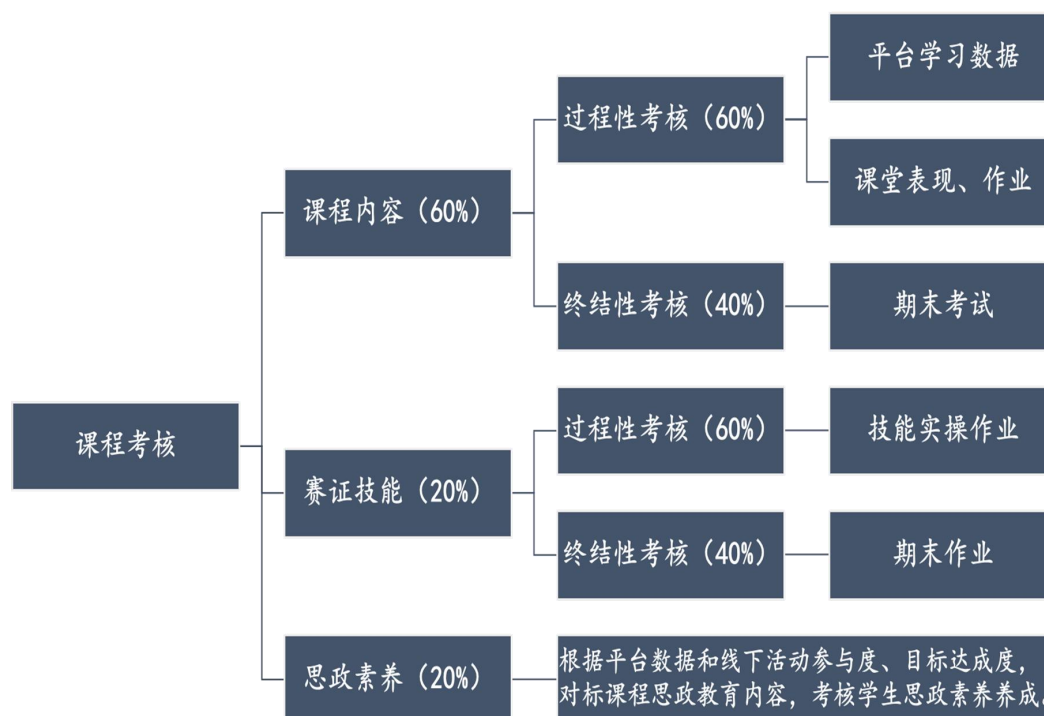 课程考核
课程内容（60%）
过程性考核（60%）
平台学习数据
课堂表现、作业
终结性考核（40%）
期末考试
赛证技能（20%）
过程性考核（60%）
技能实操作业
终结性考核（40%）
期末作业
思政素养（20%）
根据平台数据和线下活动参与度、目标达成度，
对标课程思政教育内容，考核学生思政素养养成。